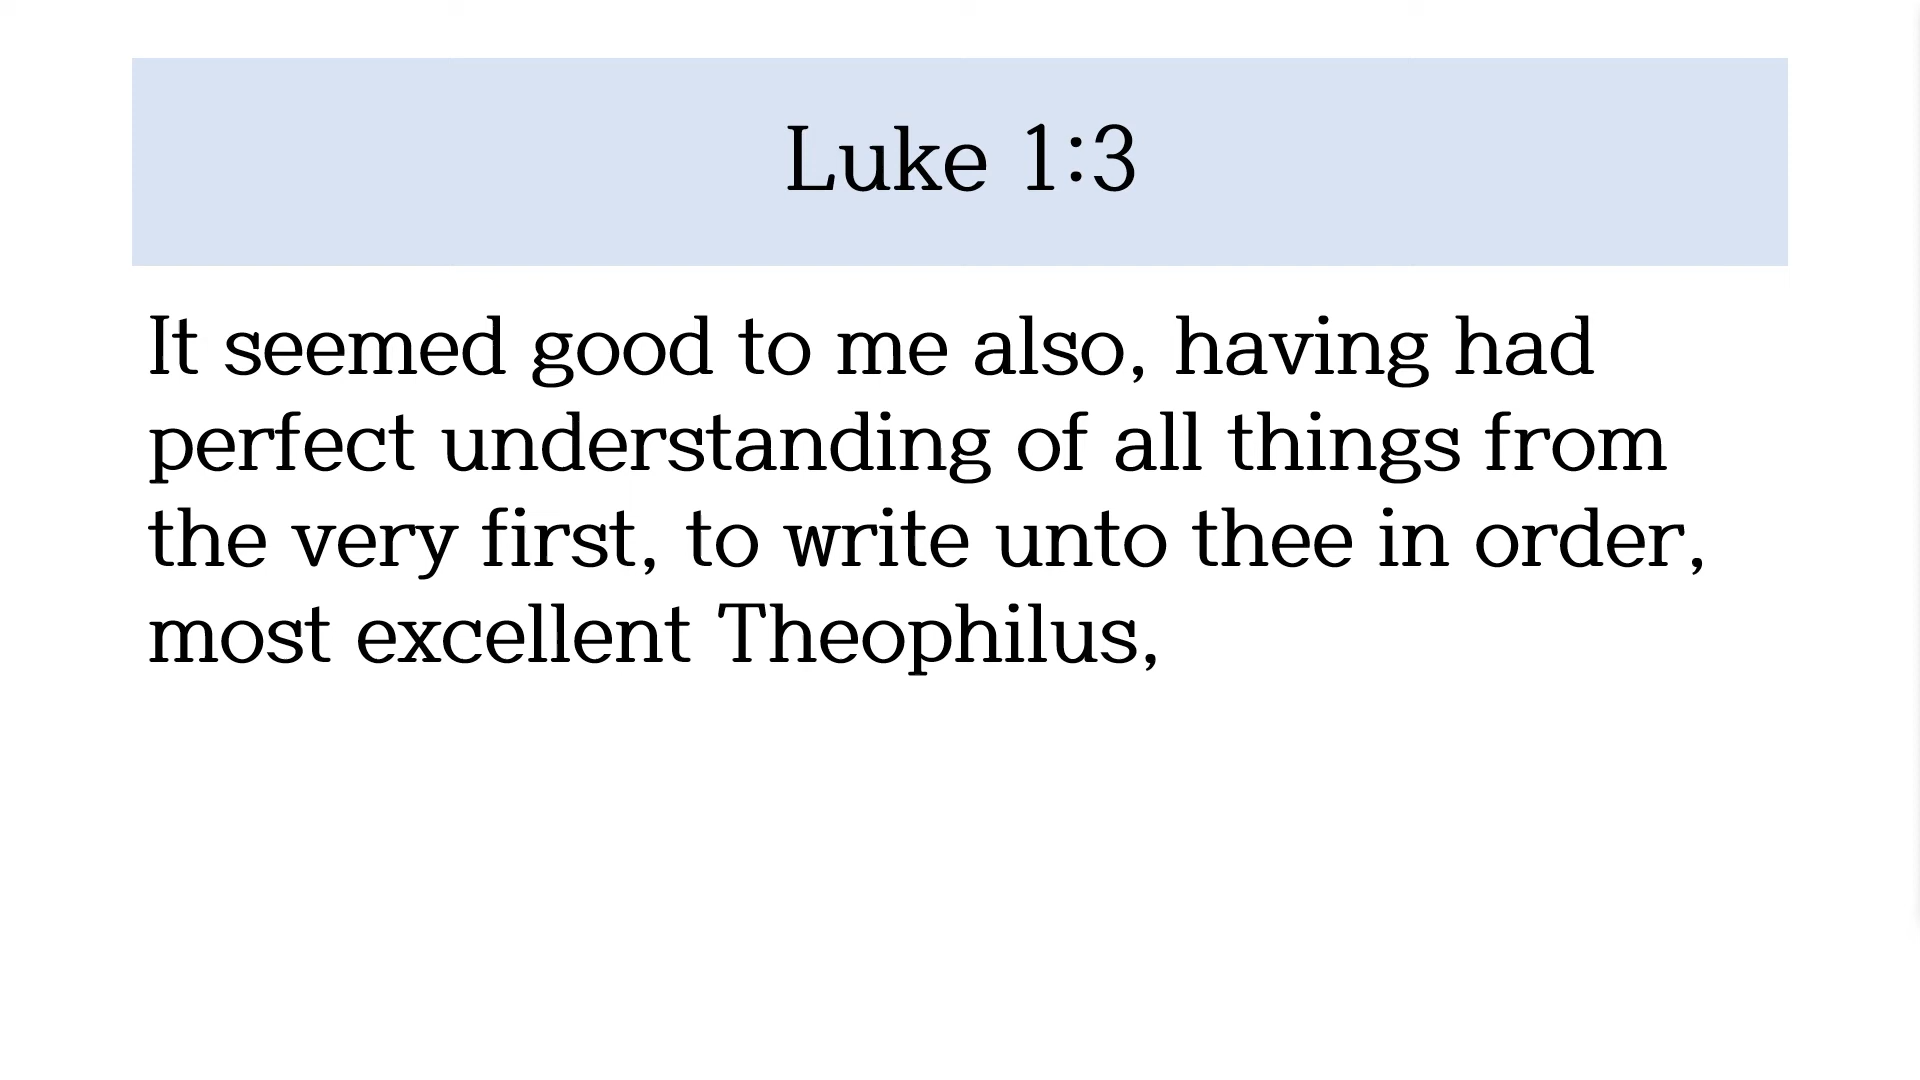 Luke 1:3
It seemed good to me also, having had
perfect understanding of all things from
the very first, to write unto thee in order,
most excellent Theophilus,